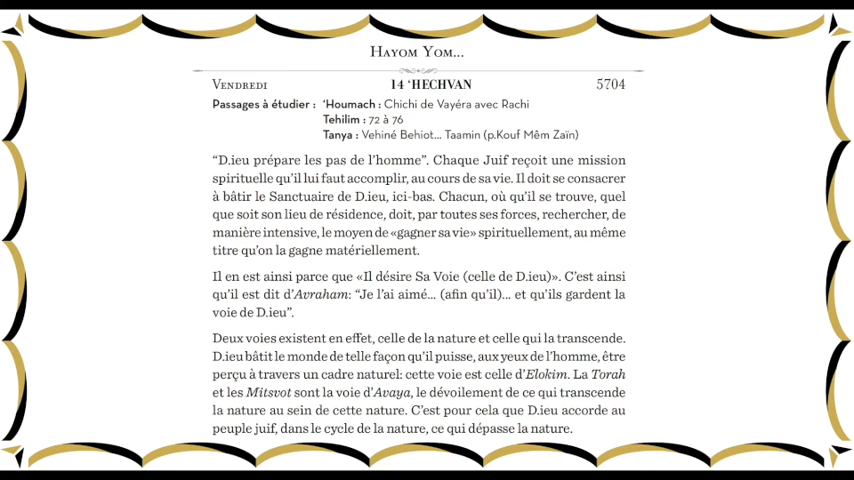 Hayom Yom...
Vendredi 14 ‘HECHVAN 5704
Passages à étudier : ‘Houmach : Chichi de Vayéra avec Rachi
Tehilim : 72 à 76
Tanya : Vehiné Behiot... Taamin (p.Kouf Mêm Zaïn)
“D.ieu prépare les pas de l’homme”. Chaque Juif reçoit une mission
spirituelle qu’il lui faut accomplir, au cours de sa vie. Il doit se consacrer
à bâtir le Sanctuaire de D.ieu, ici-bas. Chacun, où qu’il se trouve, quel
que soit son lieu de résidence, doit, par toutes ses forces, rechercher, de
manière intensive, le moyen de «gagner sa vie» spirituellement, au même
titre qu’on la gagne matériellement.
Il en est ainsi parce que «Il désire Sa Voie (celle de D.ieu)». C’est ainsi
qu’il est dit d’Avraham: “Je l’ai aimé... (afin qu’il)... et qu’ils gardent la
voie de D.ieu”.
Deux voies existent en effet, celle de la nature et celle qui la transcende.
D.ieu bâtit le monde de telle façon qu’il puisse, aux yeux de l’homme, être
perçu à travers un cadre naturel: cette voie est celle d’Elokim. La Torah
et les Mitsvot sont la voie d’Avaya, le dévoilement de ce qui transcende
la nature au sein de cette nature. C’est pour cela que D.ieu accorde au
peuple juif, dans le cycle de la nature, ce qui dépasse la nature.